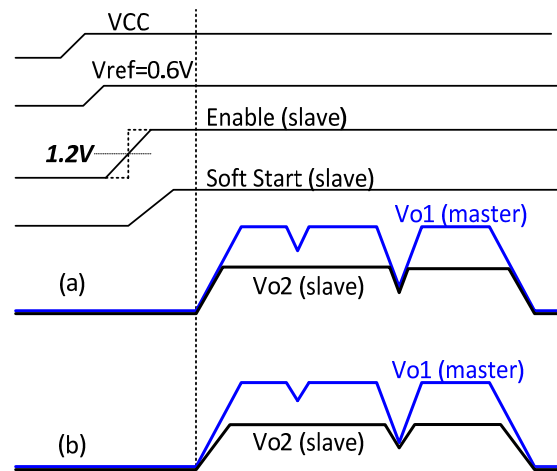 VCC
Vref=0.6V
Enable (slave)
1.2V
Soft Start (slave)
Vo1 (master)
(a)
Vo2 (slave)
Vo1 (master)
(b)
Vo2 (slave)